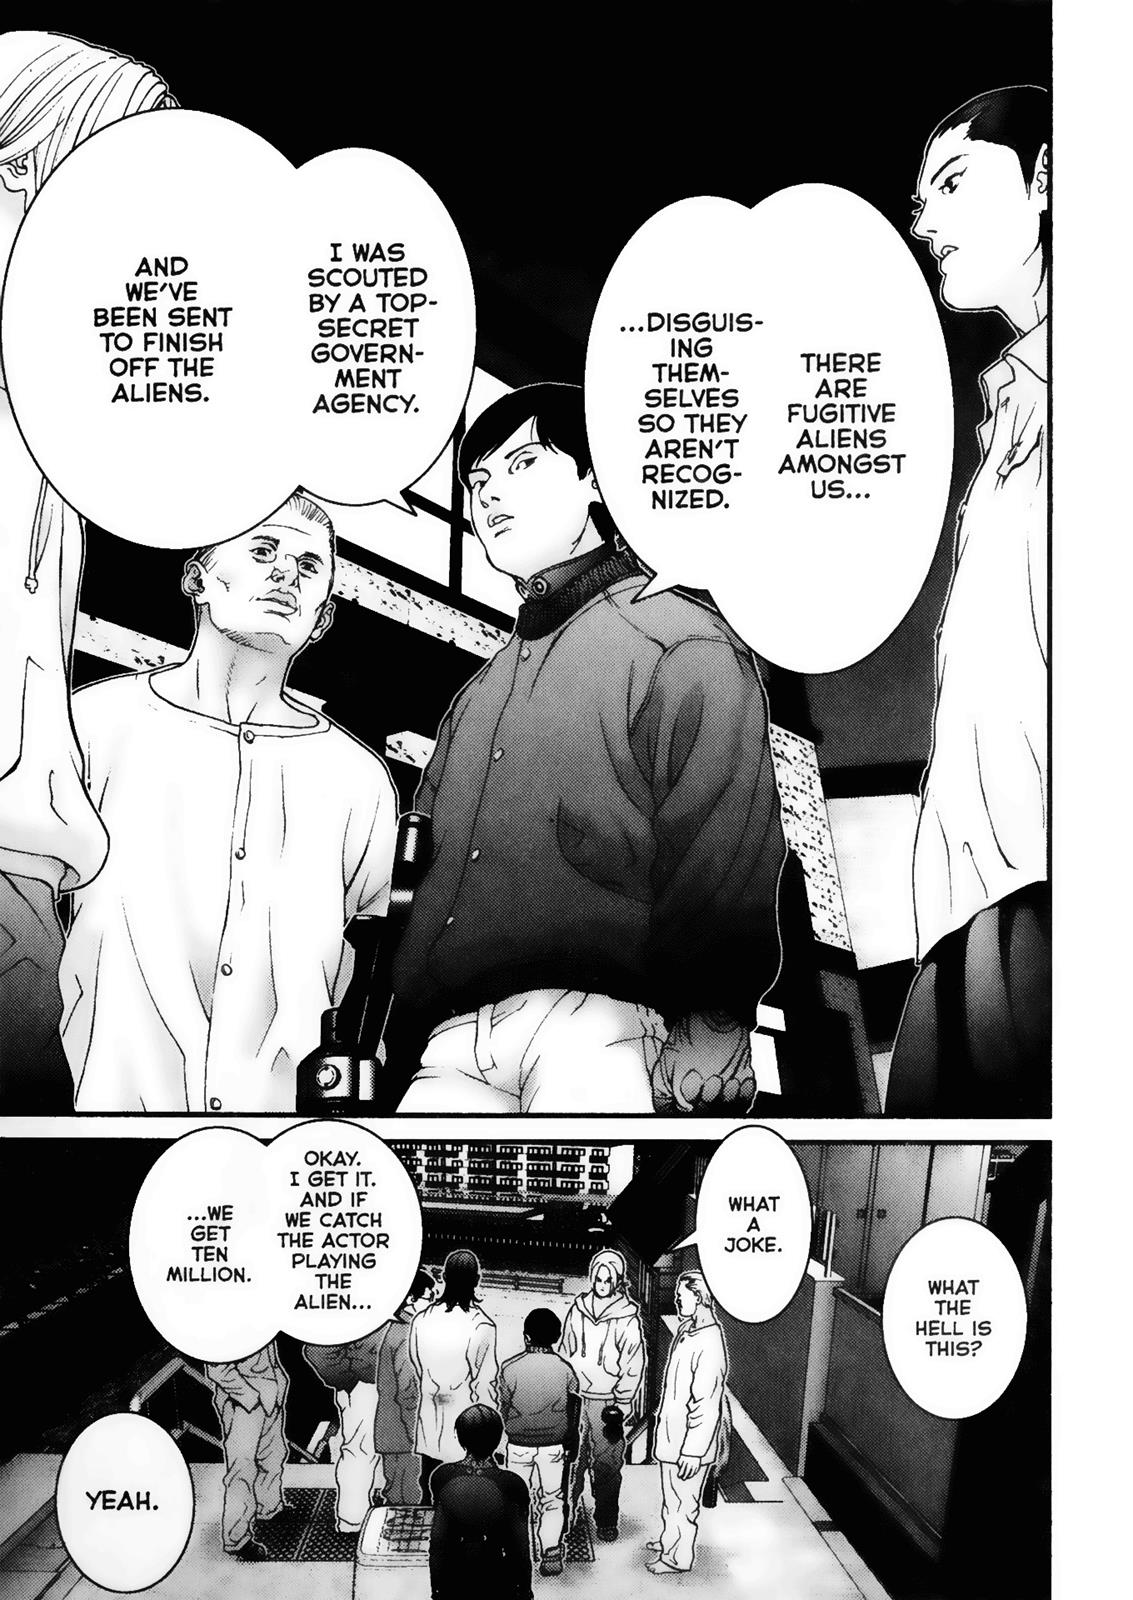 THERE
ARE
FUGITIVE
ALIENS
AMONGST
US...
...DISGUIS-
ING
THEM-
SELVES
SO THEY
AREN'T
RECOG-
NIZED.
I WAS
SCOUTED
BY A TOP-
SECRET
GOVERN-
MENT
AGENCY.
AND
WE'VE
BEEN SENT
TO FINISH
OFF THE
ALIENS.
WHAT
THE
HELL IS
THIS?
WHAT
A
JOKE.
OKAY.
I GET IT.
AND IF
WE CATCH
THE ACTOR
PLAYING
THE
ALIEN...
...WE
GET
TEN
MILLION.
YEAH.